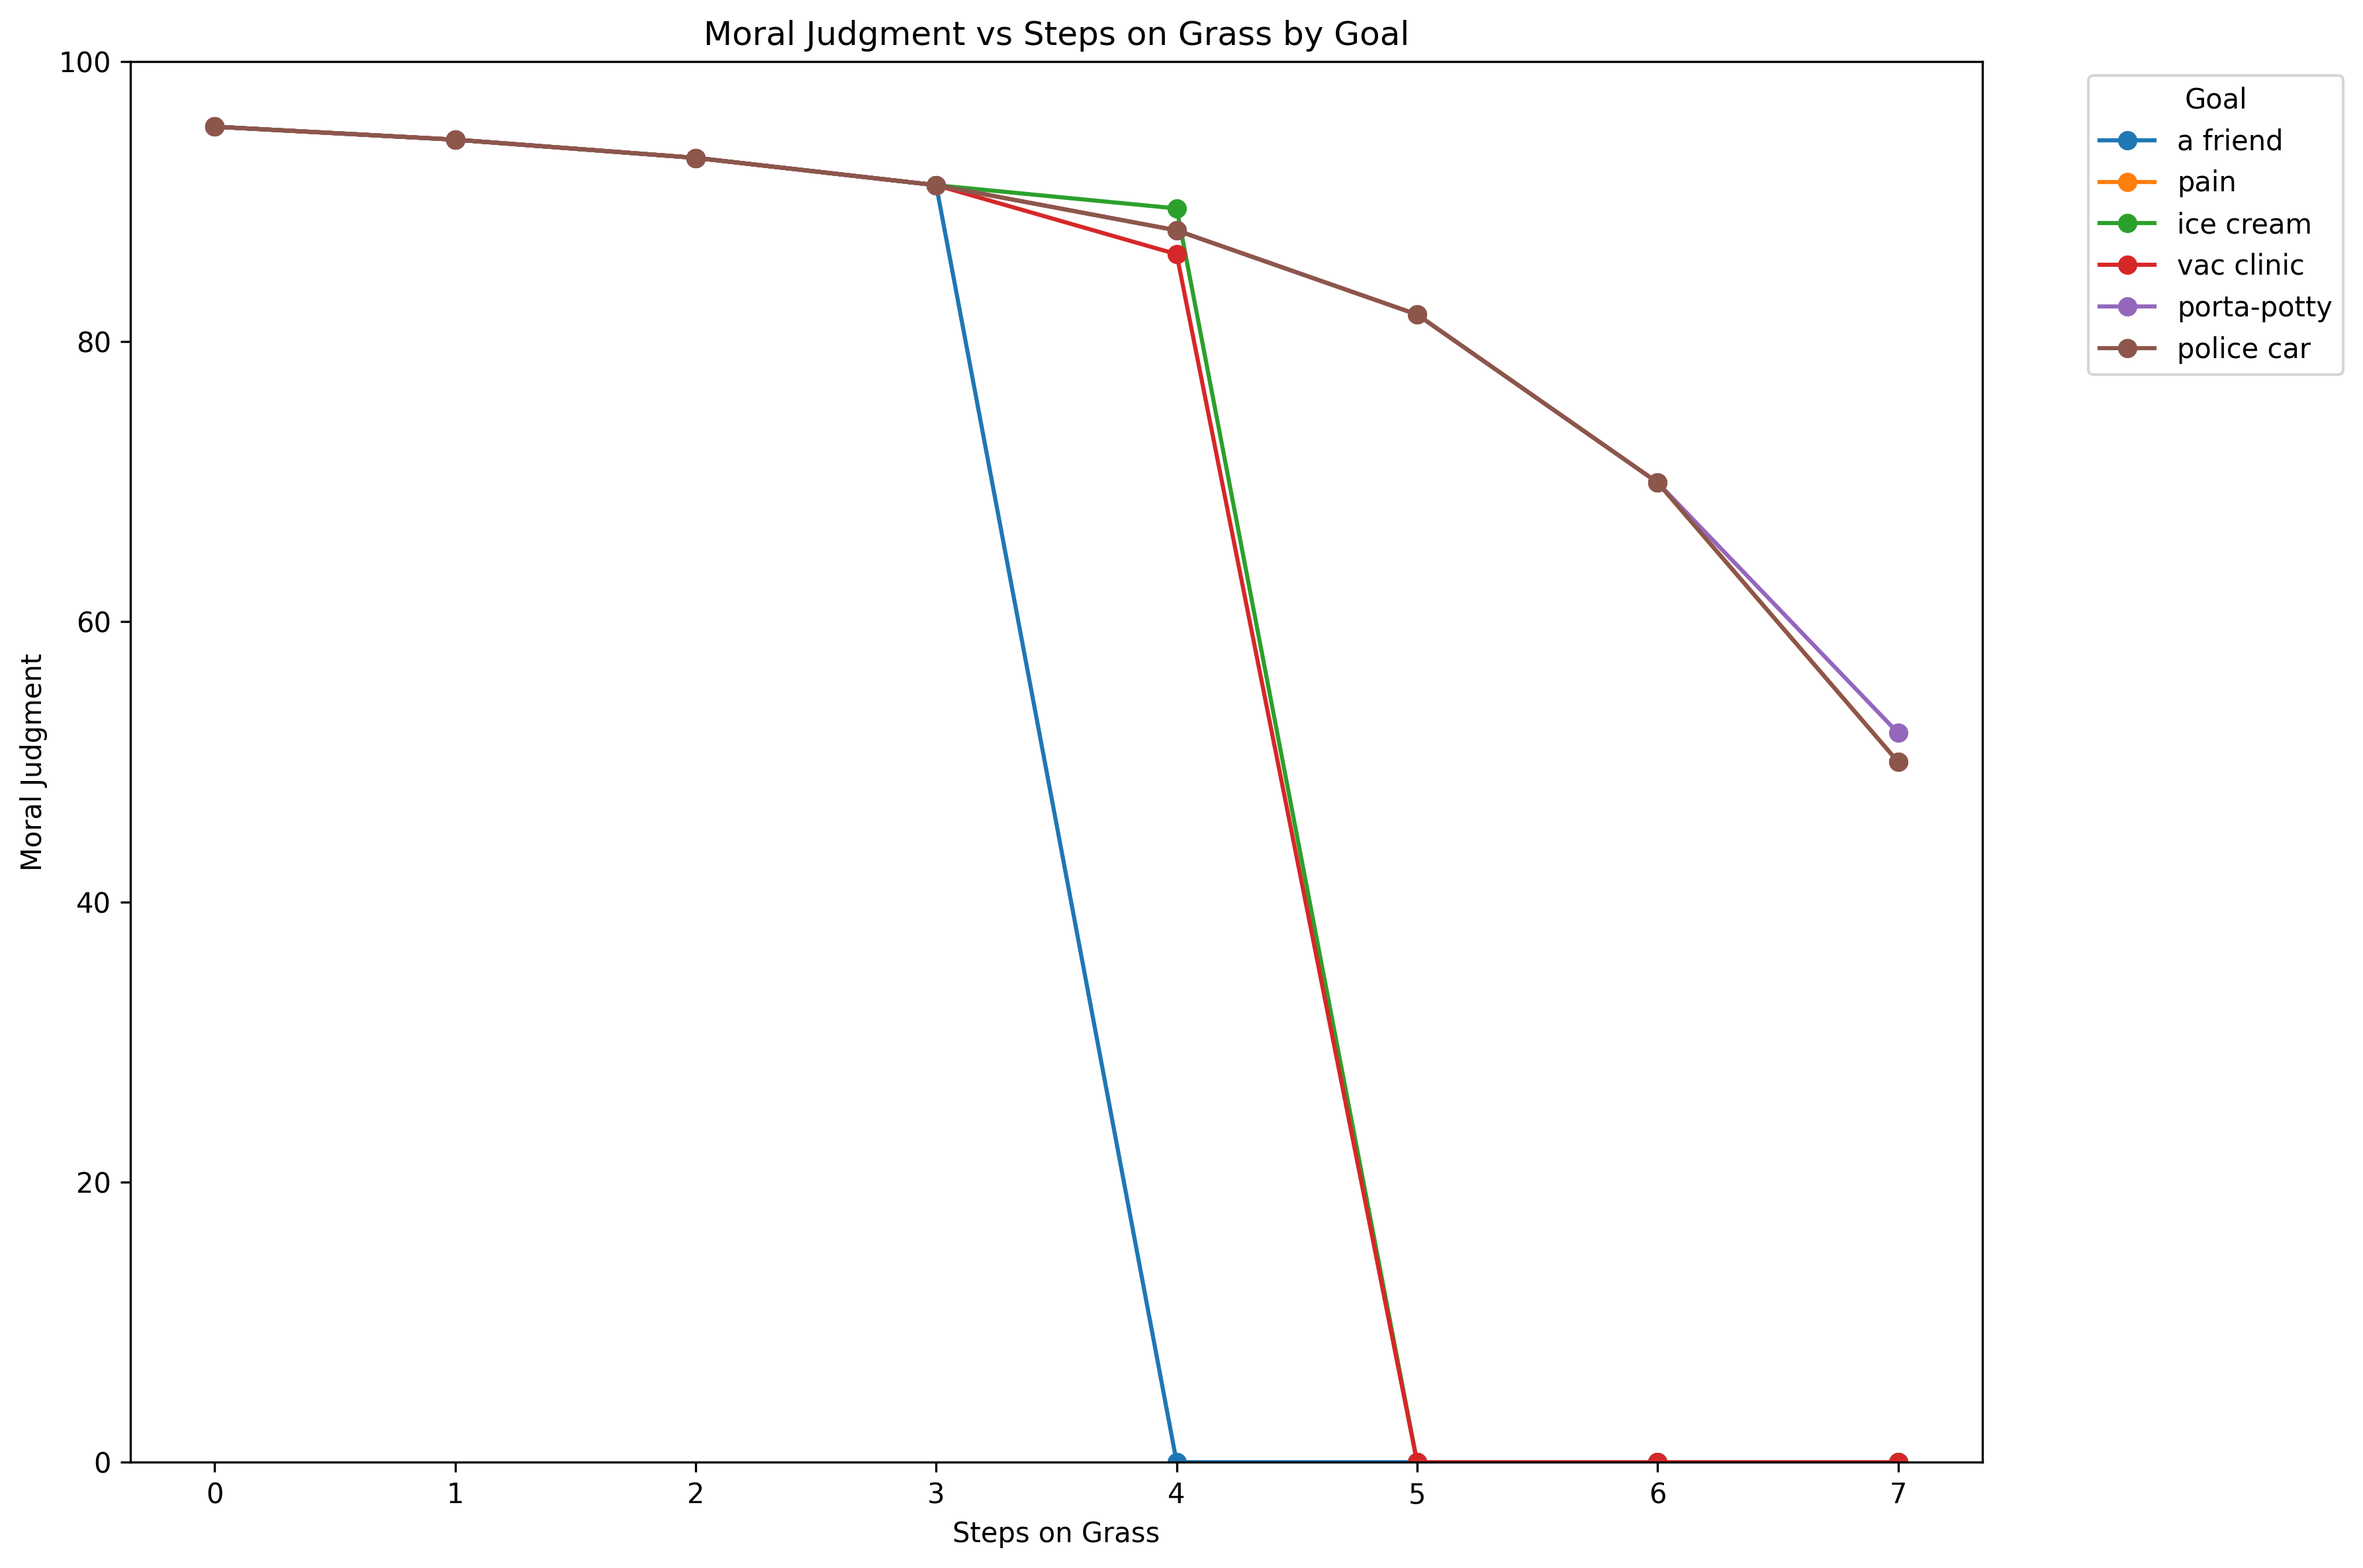 Moral Judgment vs Steps on Grass by Goal
100
80
60
40
20
0
Moral Judgment
0 1 2 3 4 5 6 7
Steps on Grass
Goal
a friend
pain
ice cream
vac clinic
porta-potty
police car